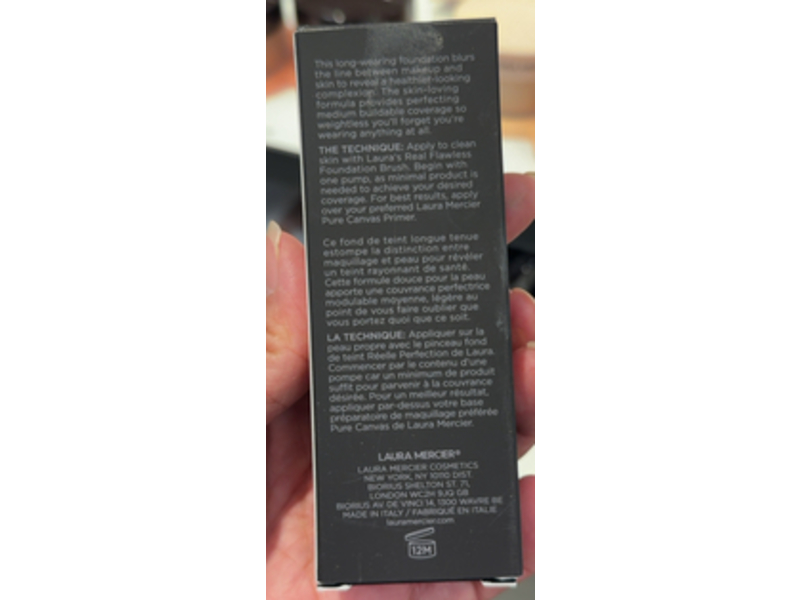 This long-wearing foundation blurs
the line between makeup and
skin to reveal a healthier-looking
complexion. The skin-loving
formula provides perfecting
medium buildable coverage so
weightless you'll forget you're
wearing anything at all.
THE TECHNIQUE: Apply to clean
skin with Laura's Real Flawless
Foundation Brush. Begin with
one pump, as minimal product is
needed to achieve your desired
coverage. For best results, apply
over your preferred Laura Mercier
Pure Canvas Primer.
Ce fond de teint longue tenue
estompe la distinction entre
maquillage et peau pour révéler
un teint rayonnant de santé.
Cette formule douce pour la peau
apporte une couvrance perfectrice
modulable moyenne, légère au
point de vous faire oublier que
vous portez quoi que ce soit.
LA TECHNIQUE: Appliquer sur la
peau propre avec le pinceau fond
de teint Réelle Perfection de Laura.
Commencer par le contenu d'une
pompe car un minimum de produit
suffit pour parvenir à la couvrance
désirée. Pour un meilleur résultat,
appliquer par-dessus votre base
préparatoire de maquillage préférée
Pure Canvas de Laura Mercier.
LAURA MERCIER®
LAURA MERCIER COSMETICS
NEW YORK, NY 10110 DIST.
BIORIUS SHELTON ST. 71,
LONDON WC2H 9JQ GB
BIORIUS AV. DE VINCI 14, 1300 WAVRE BE
MADE IN ITALY / FABRIQUÉ EN ITALIE
lauramercier.com
12M